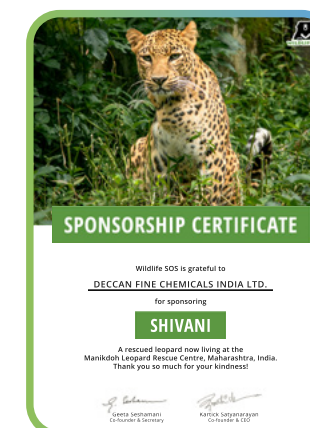 SPONSORSHIP CERTIFICATE
Wildlife SOS is grateful to
DECCAN FINE CHEMICALS INDIA LTD.
for sponsoring
SHIVANI
A rescued leopard now living at the
Manikdoh Leopard Rescue Centre, Maharashtra, India.
Thank you so much for your kindness!
Geeta Seshamani
Co-founder & Secretary
Kartick Satyanarayan
Co-founder & CEO